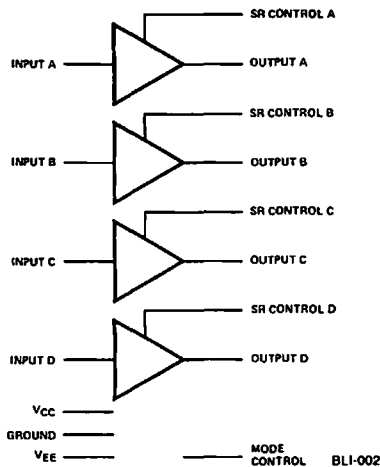 SR CONTROL A
INPUT A
OUTPUT A
SR CONTROL B
INPUT B
OUTPUT B
SR CONTROL C
INPUT C
OUTPUT C
SR CONTROL D
INPUT D
OUTPUT D
VCC
GROUND
VEE
MODE
CONTROL
BLI-002